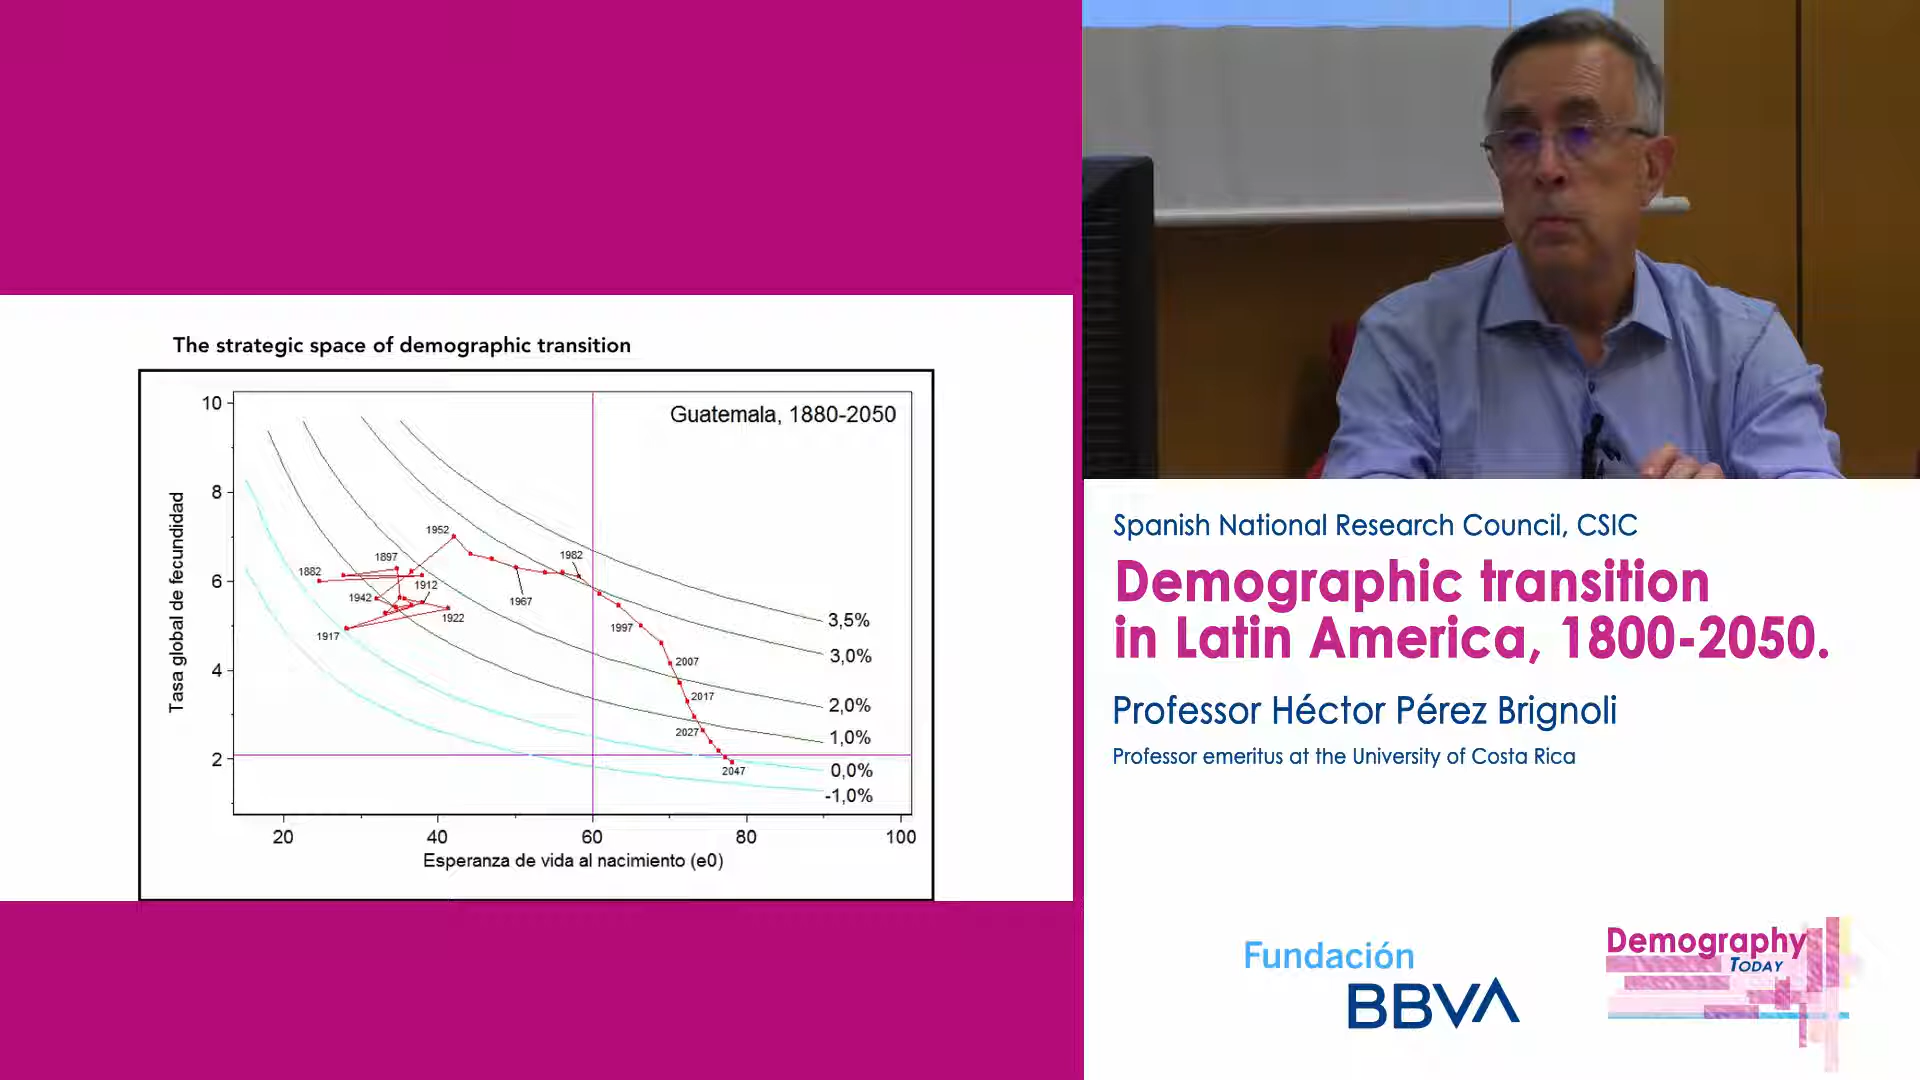 The strategic space of demographic transition
Guatemala, 1880-2050
Tasa global de fecundidad
10
8
6
4
2
1952
1982
1897
1882
1912
1942
1967
1922
1917
1997
2007
2017
2027
2047
3,5%
3,0%
2,0%
1,0%
0,0%
-1,0%
20
40
60
80
100
Esperanza de vida al nacimiento (e0)
Spanish National Research Council, CSIC
Demographic transition
in Latin America, 1800-2050.
Professor Héctor Pérez Brignoli
Professor emeritus at the University of Costa Rica
Fundación
BBVA
Demography
TODAY